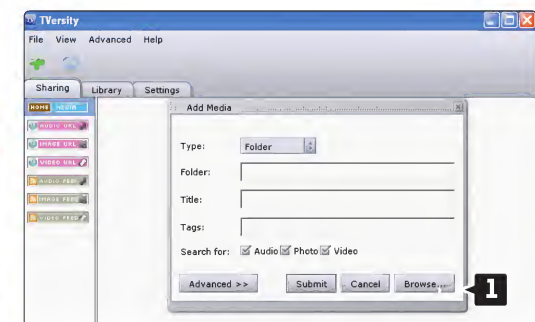 TVersity
File View Advanced Help
Sharing Library Settings
HOME MEDIA
AUDIO URL
IMAGE URL
VIDEO URL
AUDIO FEED
IMAGE FEED
VIDEO FEED
Add Media
Type: Folder
Folder:
Title:
Tags:
Search for: Audio Photo Video
Advanced >> Submit Cancel Browse...
1